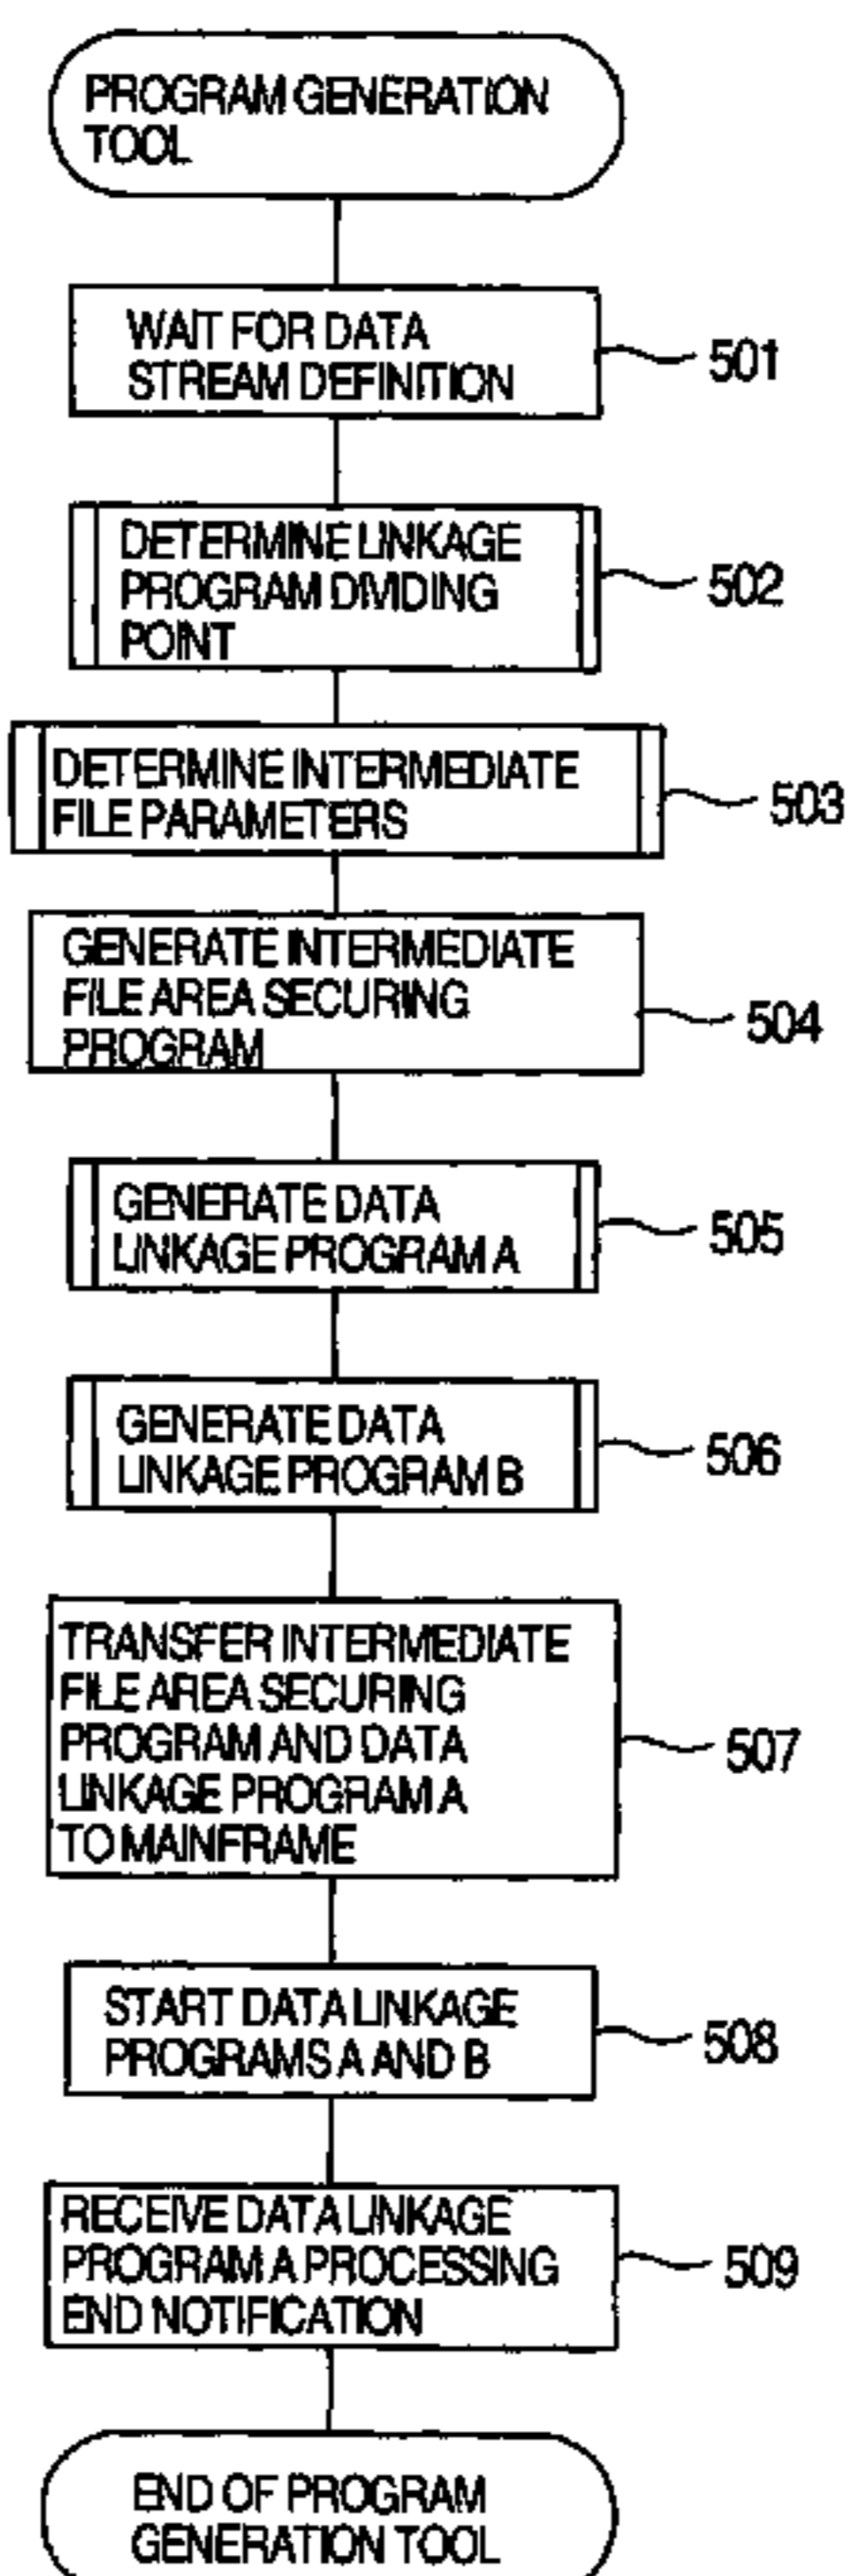 PROGRAM GENERATION
TOOL
WAIT FOR DATA
STREAM DEFINITION
501
DETERMINE LINKAGE
PROGRAM DIVIDING
POINT
502
DETERMINE INTERMEDIATE
FILE PARAMETERS
503
GENERATE INTERMEDIATE
FILE AREA SECURING
PROGRAM
504
GENERATE DATA
LINKAGE PROGRAM A
505
GENERATE DATA
LINKAGE PROGRAM B
506
TRANSFER INTERMEDIATE
FILE AREA SECURING
PROGRAM AND DATA
LINKAGE PROGRAM A
TO MAINFRAME
507
START DATA LINKAGE
PROGRAMS A AND B
508
RECEIVE DATA LINKAGE
PROGRAM A PROCESSING
END NOTIFICATION
509
END OF PROGRAM
GENERATION TOOL